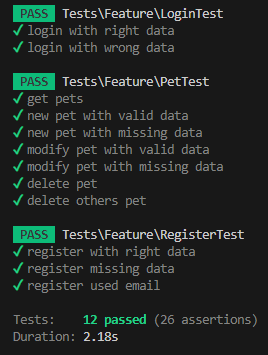 PASS Tests\Feature\LoginTest
✓ login with right data
✓ login with wrong data
PASS Tests\Feature\PetTest
✓ get pets
✓ new pet with valid data
✓ new pet with missing data
✓ modify pet with valid data
✓ modify pet with missing data
✓ delete pet
✓ delete others pet
PASS Tests\Feature\RegisterTest
✓ register with right data
✓ register missing data
✓ register used email
Tests: 12 passed (26 assertions)
Duration: 2.18s